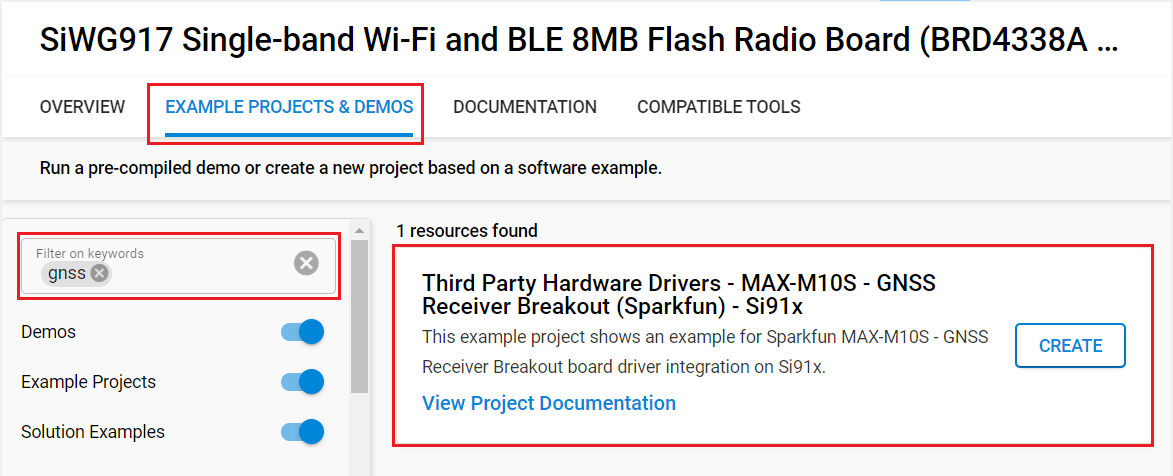 SiWG917 Single-band Wi-Fi and BLE 8MB Flash Radio Board (BRD4338A ...
OVERVIEW EXAMPLE PROJECTS & DEMOS DOCUMENTATION COMPATIBLE TOOLS
Run a pre-compiled demo or create a new project based on a software example.
Filter on keywords
gnss
Demos
Example Projects
Solution Examples
1 resources found
Third Party Hardware Drivers - MAX-M10S - GNSS
Receiver Breakout (Sparkfun) - Si91x
This example project shows an example for Sparkfun MAX-M10S - GNSS
Receiver Breakout board driver integration on Si91x.
View Project Documentation
CREATE